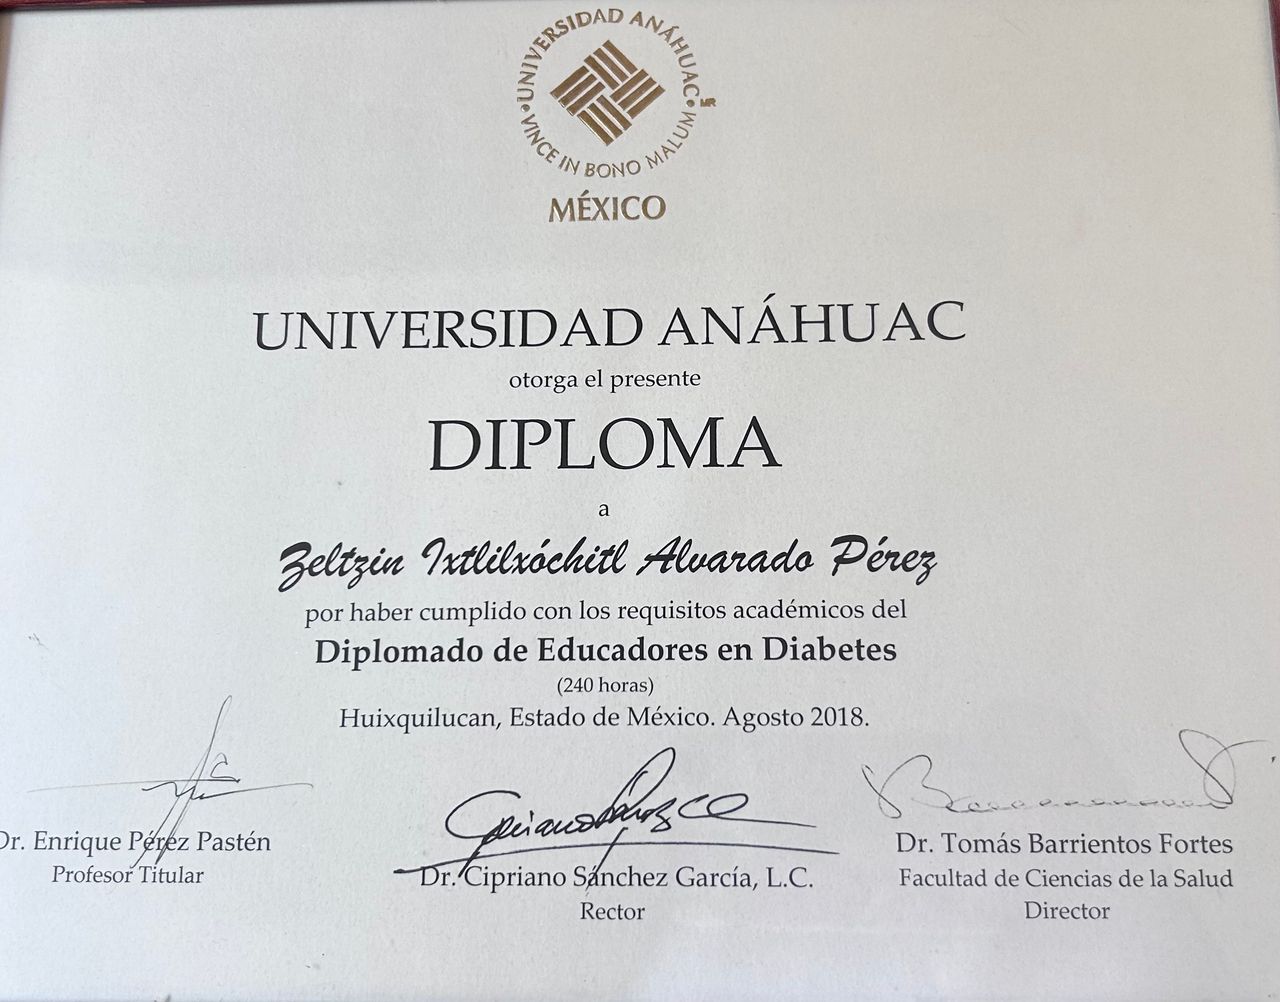 UNIVERSIDAD ANÁHUAC
MR
VINCE IN BONO MALUM
MÉXICO
UNIVERSIDAD ANÁHUAC
otorga el presente
DIPLOMA
a
Zeltzin Ixtlilxóchitl Alvarado Pérez
por haber cumplido con los requisitos académicos del
Diplomado de Educadores en Diabetes
(240 horas)
Huixquilucan, Estado de México. Agosto 2018.
Dr. Enrique Pérez Pastén
Profesor Titular
Dr. Cipriano Sánchez García, L.C.
Rector
Dr. Tomás Barrientos Fortes
Facultad de Ciencias de la Salud
Director